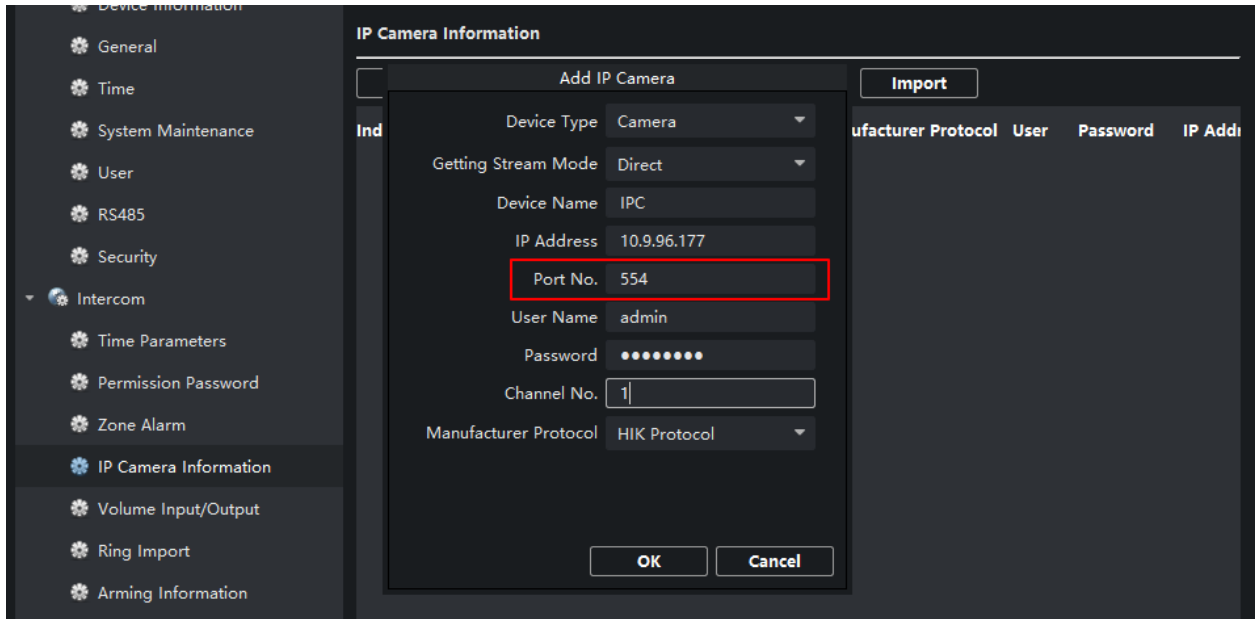 Device Information
General
Time
System Maintenance
User
RS485
Security
Intercom
Time Parameters
Permission Password
Zone Alarm
IP Camera Information
Volume Input/Output
Ring Import
Arming Information
IP Camera Information
Import
Ind
ufacturer Protocol User Password IP Addr
Add IP Camera
Device Type Camera
Getting Stream Mode Direct
Device Name IPC
IP Address 10.9.96.177
Port No. 554
User Name admin
Password ●●●●●●●●
Channel No. 1
Manufacturer Protocol HIK Protocol
OK Cancel